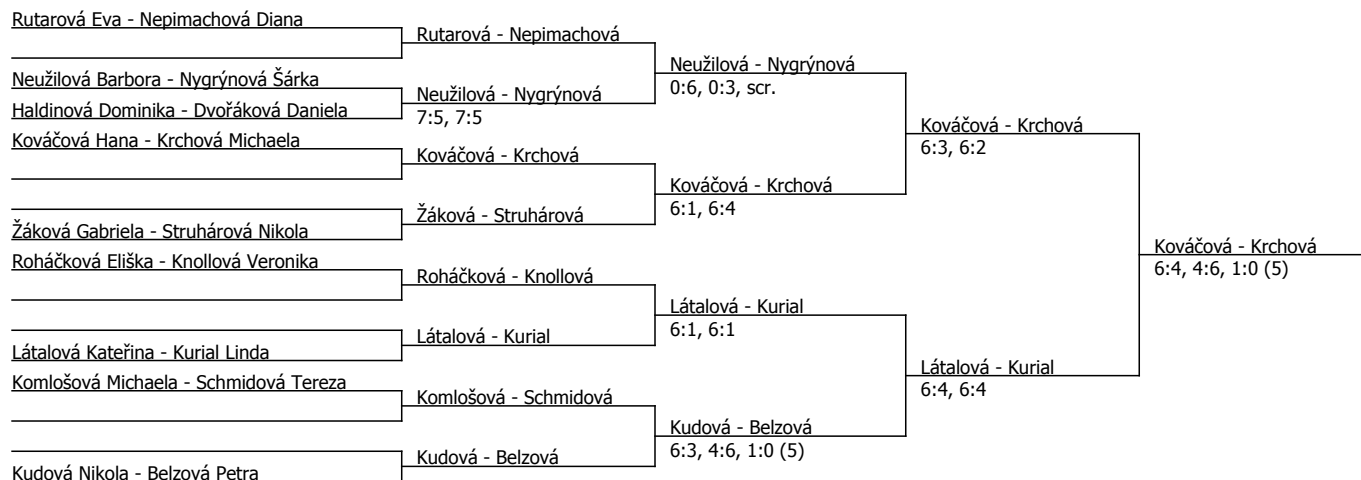 Rutarová Eva - Nepimachová Diana
Rutarová - Nepimachová
Neužilová - Nygrýnová
0:6, 0:3, scr.
Neužilová Barbora - Nygrýnová Šárka
Neužilová - Nygrýnová
7:5, 7:5
Haldinová Dominika - Dvořáková Daniela
Kováčová - Krchová
6:3, 6:2
Kováčová Hana - Krchová Michaela
Kováčová - Krchová
Kováčová - Krchová
6:1, 6:4
Žáková - Struhárová
Žáková Gabriela - Struhárová Nikola
Kováčová - Krchová
6:4, 4:6, 1:0 (5)
Roháčková Eliška - Knollová Veronika
Roháčková - Knollová
Látalová - Kurial
6:1, 6:1
Látalová - Kurial
Látalová Kateřina - Kurial Linda
Látalová - Kurial
6:4, 6:4
Komlošová Michaela - Schmidová Tereza
Komlošová - Schmidová
Kudová - Belzová
6:3, 4:6, 1:0 (5)
Kudová - Belzová
Kudová Nikola - Belzová Petra